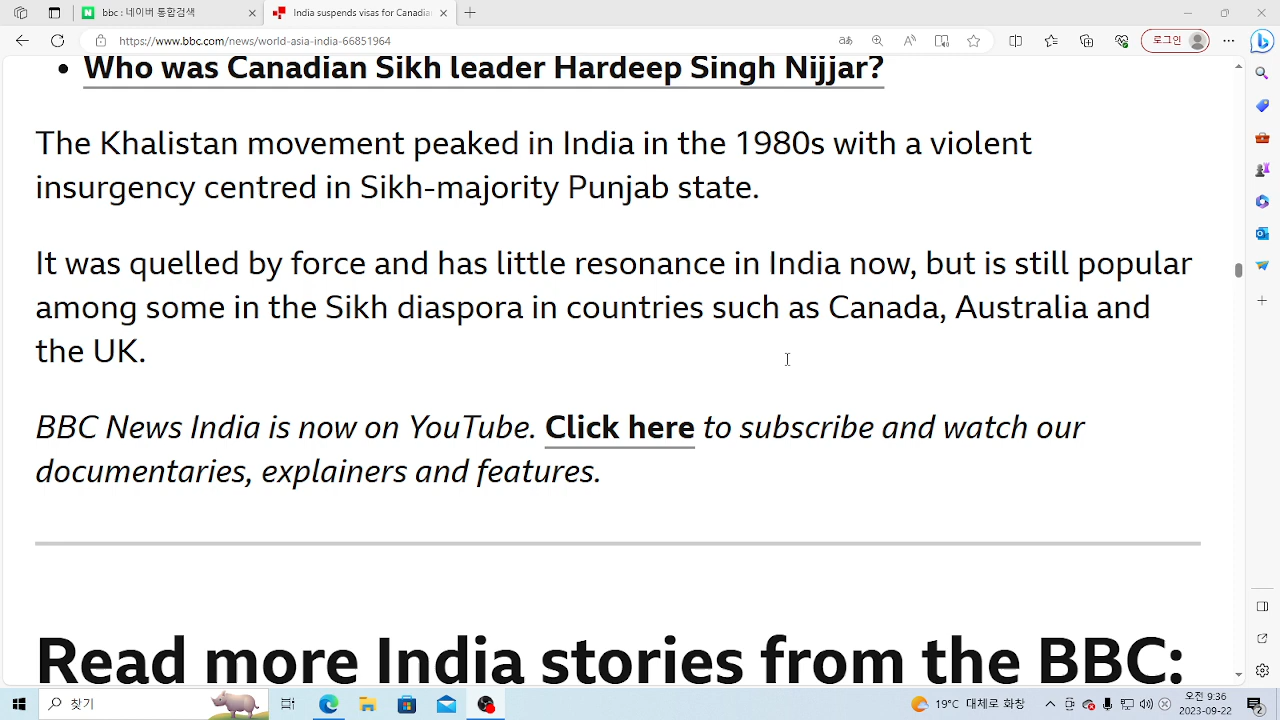 bbc : 네이버 통합검색
India suspends visas for Canadian
https://www.bbc.com/news/world-asia-india-66851964
로그인
Who was Canadian Sikh leader Hardeep Singh Nijjar?
The Khalistan movement peaked in India in the 1980s with a violent
insurgency centred in Sikh-majority Punjab state.
It was quelled by force and has little resonance in India now, but is still popular
among some in the Sikh diaspora in countries such as Canada, Australia and
the UK.
BBC News India is now on YouTube. Click here to subscribe and watch our
documentaries, explainers and features.
Read more India stories from the BBC:
찾기
19°C 대체로 화창
오전 9:36
2023-09-22